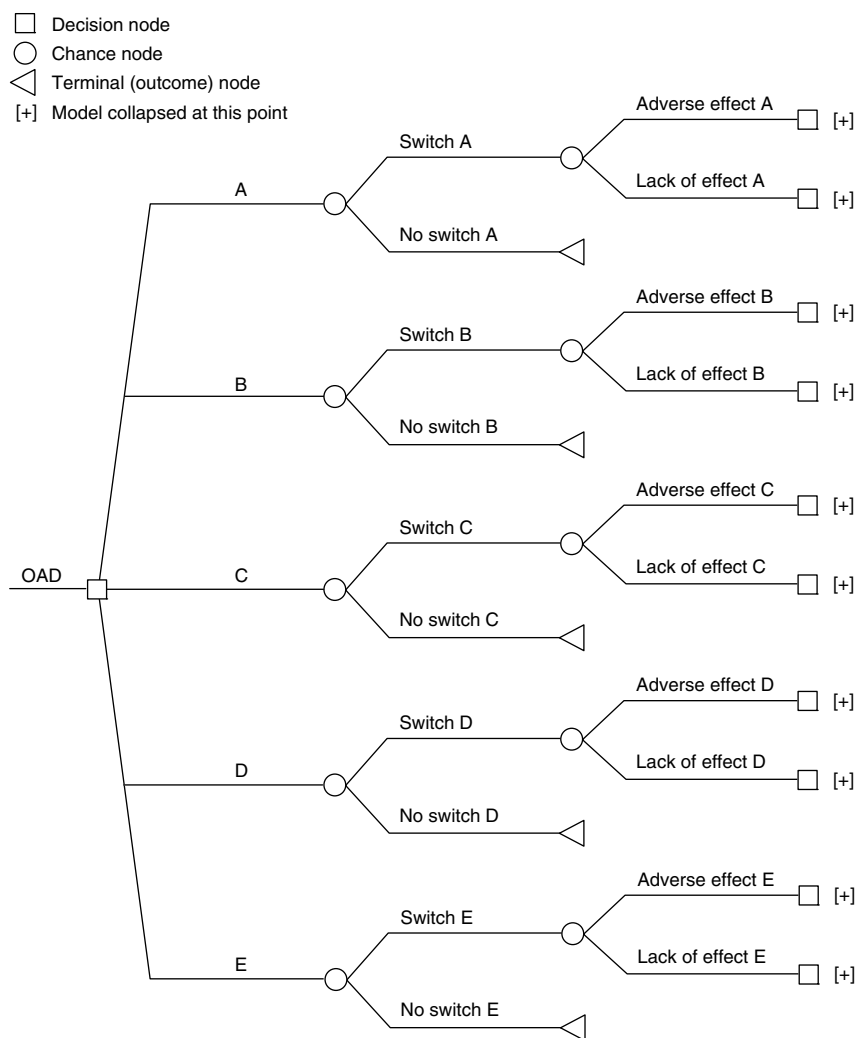 Decision node
Chance node
Terminal (outcome) node
[+] Model collapsed at this point
OAD
A
Switch A
Adverse effect A
[+]
Lack of effect A
[+]
No switch A
B
Switch B
Adverse effect B
[+]
Lack of effect B
[+]
No switch B
C
Switch C
Adverse effect C
[+]
Lack of effect C
[+]
No switch C
D
Switch D
Adverse effect D
[+]
Lack of effect D
[+]
No switch D
E
Switch E
Adverse effect E
[+]
Lack of effect E
[+]
No switch E